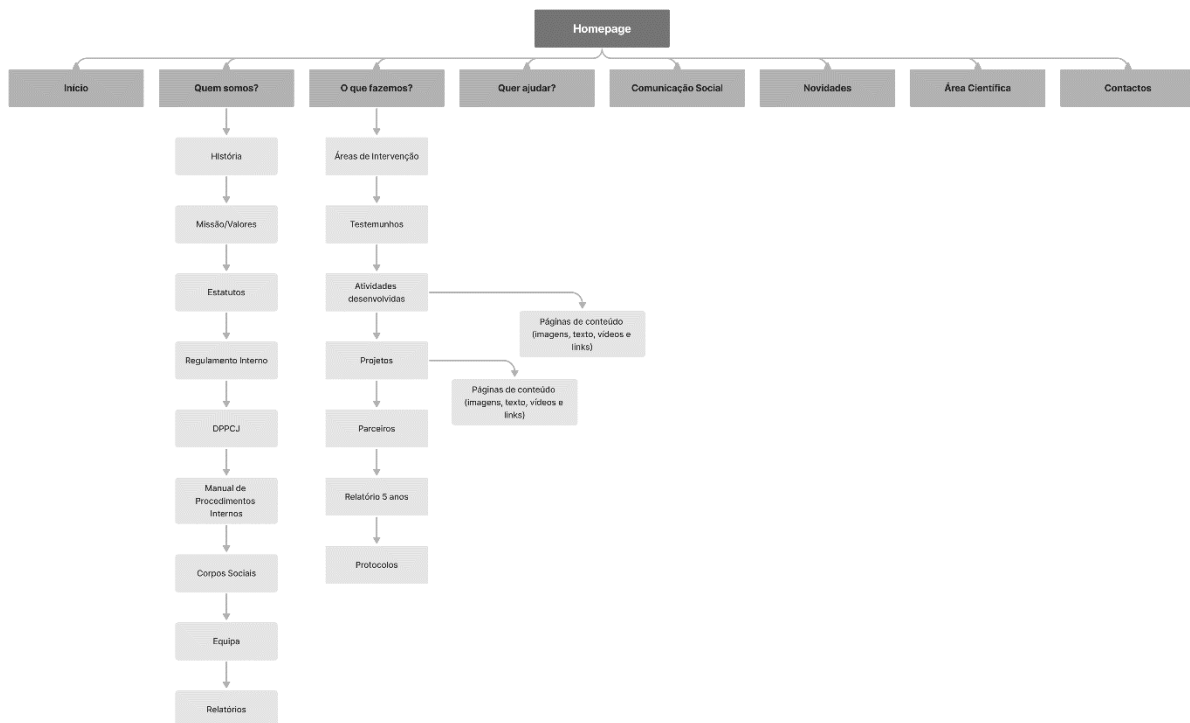 Homepage
Início
Quem somos?
O que fazemos?
Quer ajudar?
Comunicação Social
Novidades
Área Científica
Contactos
História
Missão/Valores
Estatutos
Regulamento Interno
DPPCJ
Manual de
Procedimentos
Internos
Corpos Sociais
Equipa
Relatórios
Áreas de Intervenção
Testemunhos
Atividades
desenvolvidas
Páginas de conteúdo
(imagens, texto, vídeos e
links)
Projetos
Páginas de conteúdo
(imagens, texto, vídeos e
links)
Parceiros
Relatório 5 anos
Protocolos